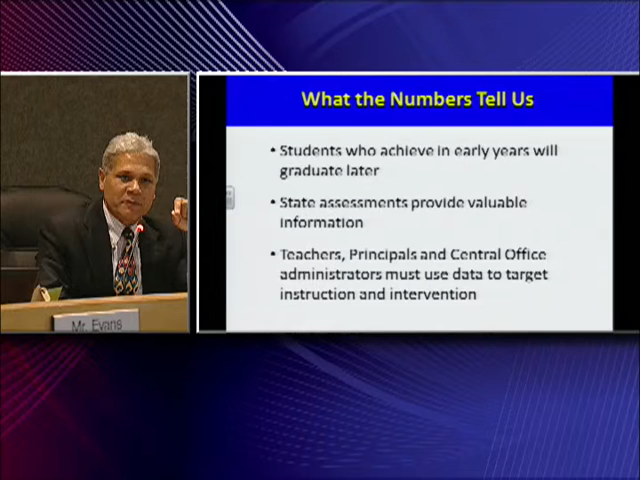 What the Numbers Tell Us
• Students who achieve in early years will
graduate later
• State assessments provide valuable
information
• Teachers, Principals and Central Office
administrators must use data to target
instruction and intervention
Mr. Evans